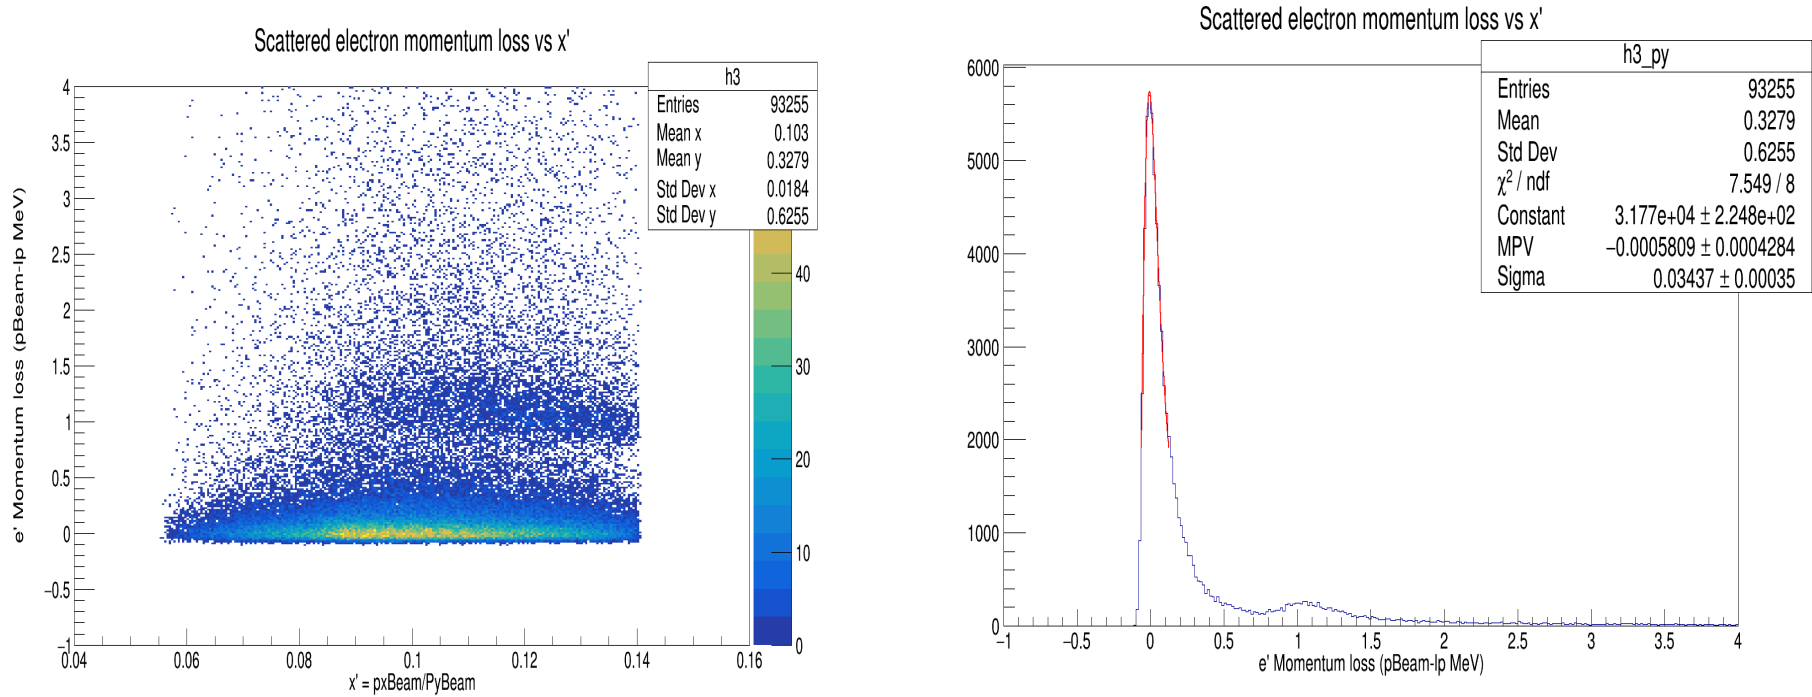 Scattered electron momentum loss vs x'
h3
Entries 93255
Mean x 0.103
Mean y 0.3279
Std Dev x 0.0184
Std Dev y 0.6255
4
3.5
3
2.5
2
1.5
1
0.5
0
−0.5
−1
e' Momentum loss (pBeam-lp MeV)
0.04 0.06 0.08 0.1 0.12 0.14 0.16
x' = pxBeam/PyBeam
40
30
20
10
0
Scattered electron momentum loss vs x'
h3_py
Entries 93255
Mean 0.3279
Std Dev 0.6255
χ² / ndf 7.549 / 8
Constant 3.177e+04 ± 2.248e+02
MPV −0.0005809 ± 0.0004284
Sigma 0.03437 ± 0.00035
6000
5000
4000
3000
2000
1000
0
−1 −0.5 0 0.5 1 1.5 2 2.5 3 3.5 4
e' Momentum loss (pBeam-lp MeV)